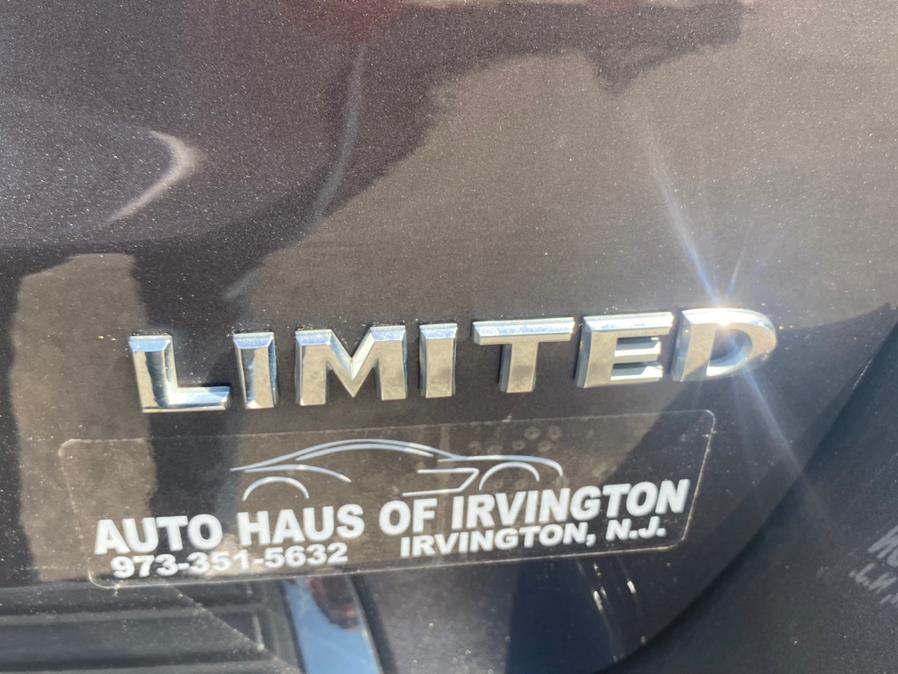 LIMITED
AUTO HAUS OF IRVINGTON
973-351-5632 IRVINGTON, N.J.